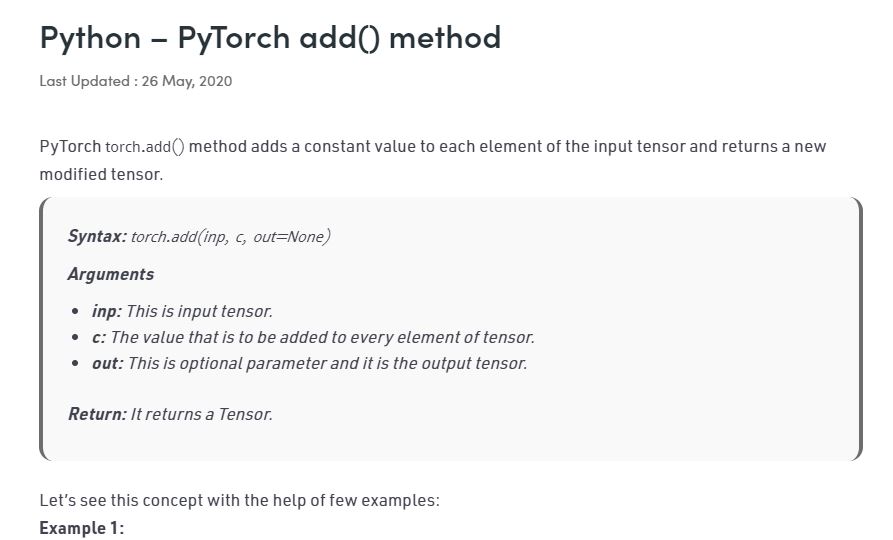 Python – PyTorch add() method
Last Updated : 26 May, 2020
PyTorch torch.add() method adds a constant value to each element of the input tensor and returns a new
modified tensor.
Syntax: torch.add(inp, c, out=None)
Arguments
• inp: This is input tensor.
• c: The value that is to be added to every element of tensor.
• out: This is optional parameter and it is the output tensor.
Return: It returns a Tensor.
Let’s see this concept with the help of few examples:
Example 1: